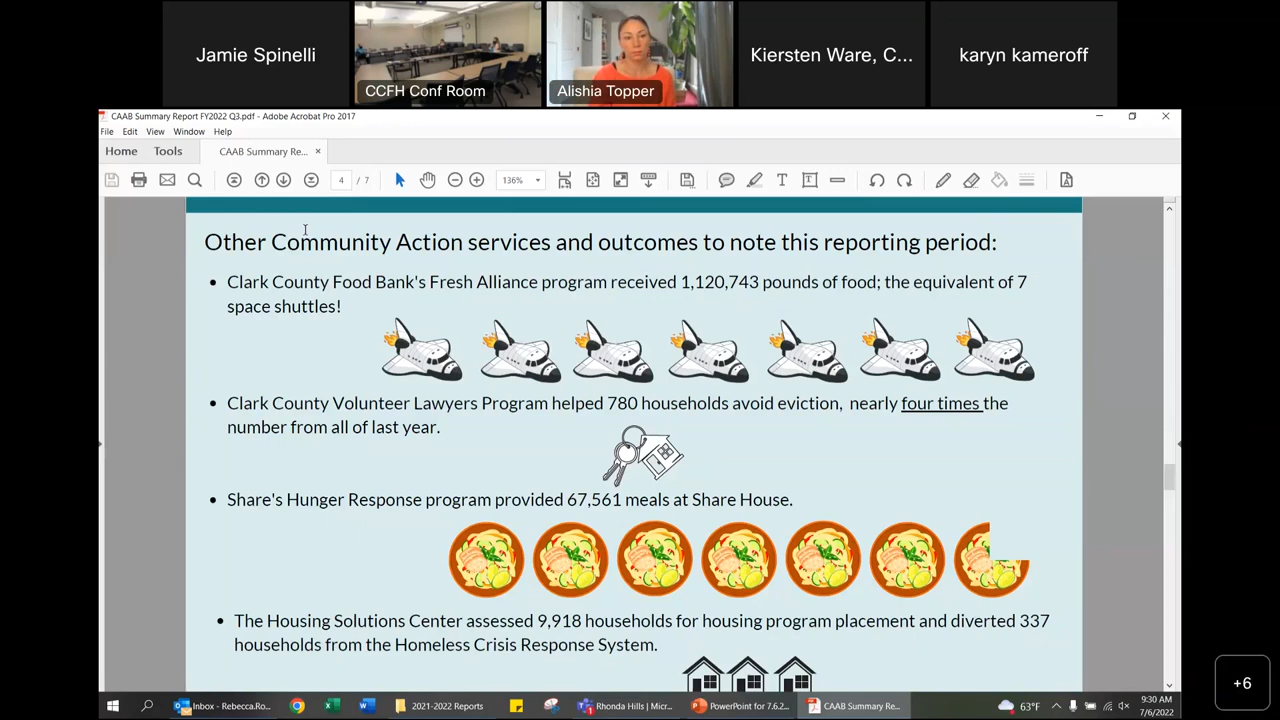 Jamie Spinelli
CCFH Conf Room
Alishia Topper
Kiersten Ware, C...
karyn kameroff
CAAB Summary Report FY2022 Q3.pdf - Adobe Acrobat Pro 2017
File Edit View Window Help
Home Tools CAAB Summary Re... ×
4 / 7 136%
Other Community Action services and outcomes to note this reporting period:
• Clark County Food Bank's Fresh Alliance program received 1,120,743 pounds of food; the equivalent of 7
space shuttles!
• Clark County Volunteer Lawyers Program helped 780 households avoid eviction, nearly four times the
number from all of last year.
• Share's Hunger Response program provided 67,561 meals at Share House.
• The Housing Solutions Center assessed 9,918 households for housing program placement and diverted 337
households from the Homeless Crisis Response System.
+6
Inbox - Rebecca.Ro... 2021-2022 Reports Rhonda Hills | Micr... PowerPoint for 7.6.2... CAAB Summary Re... 63°F 9:30 AM
7/6/2022